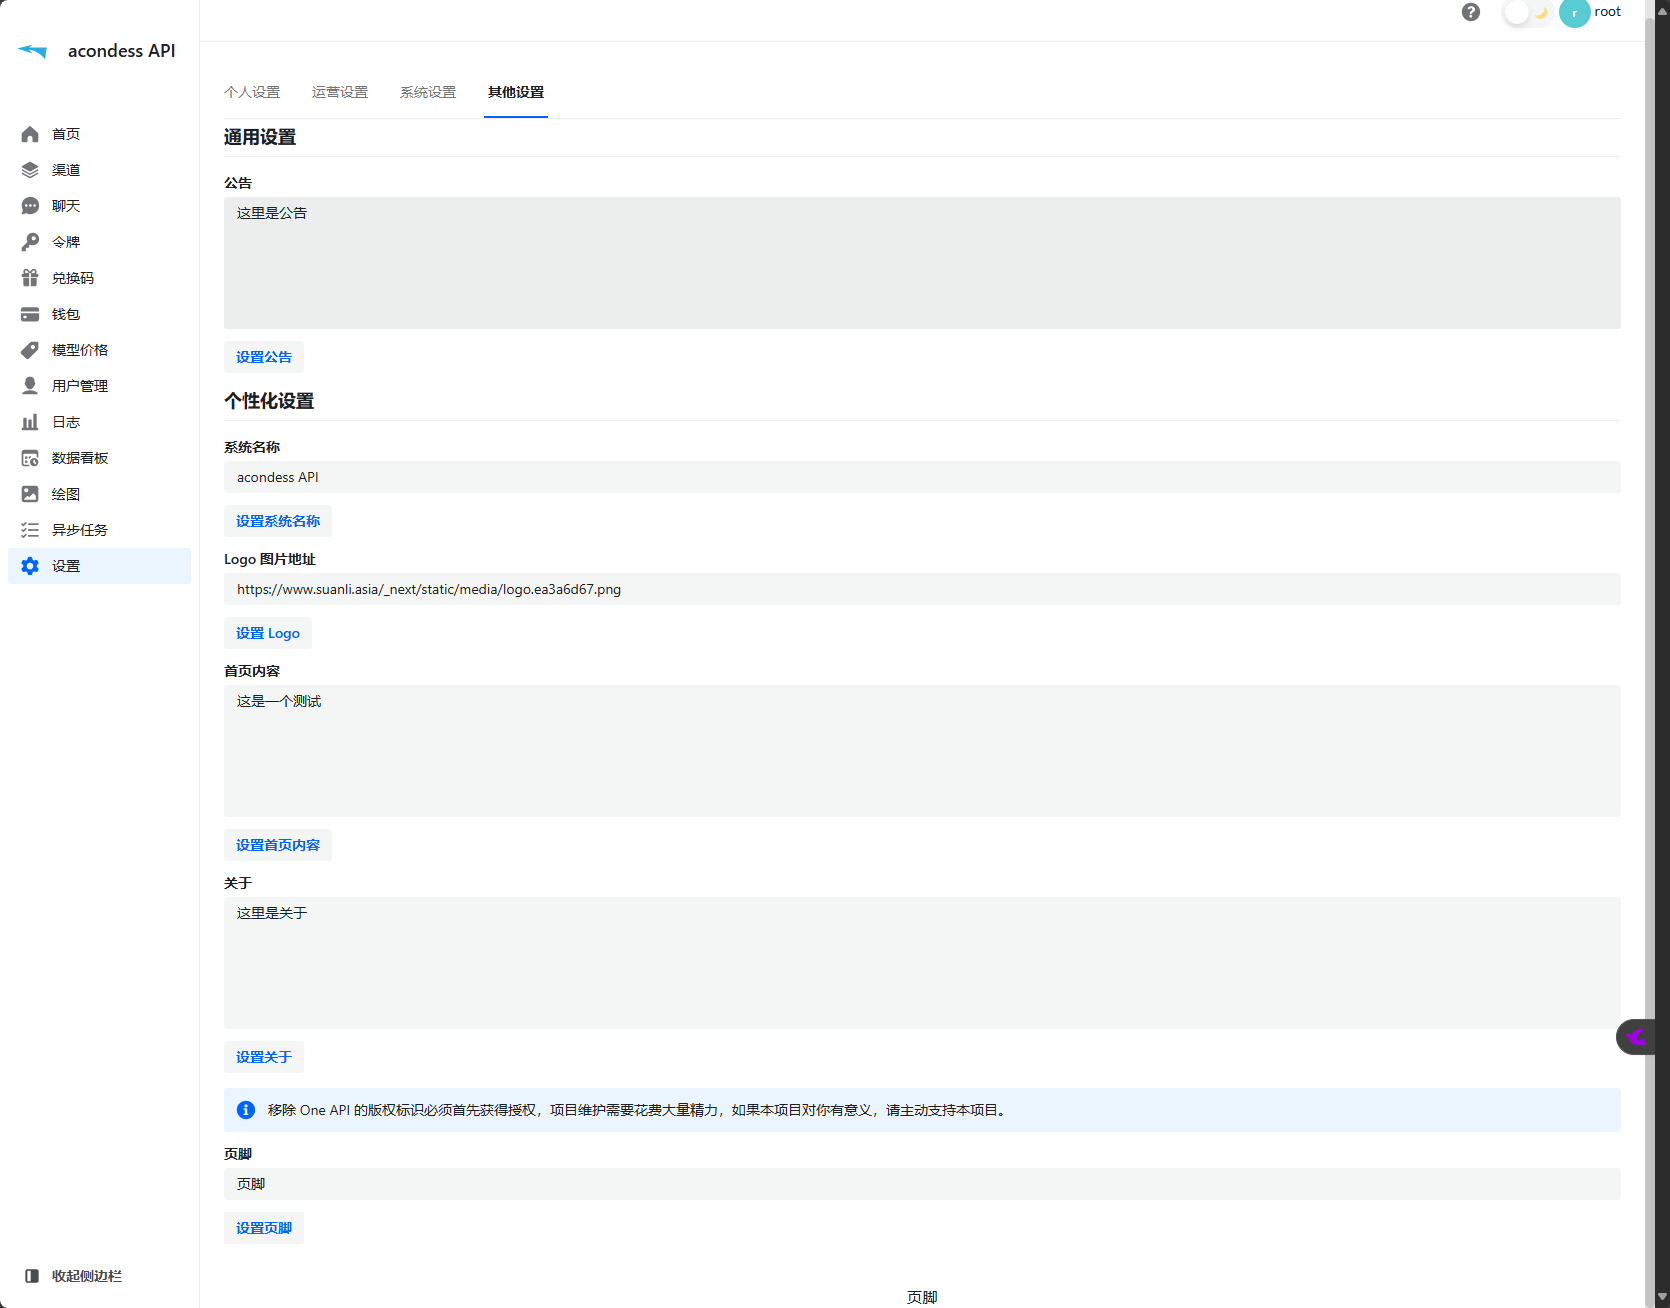 acondess API
r
root
首页
渠道
聊天
令牌
兑换码
钱包
模型价格
用户管理
日志
数据看板
绘图
异步任务
设置
收起侧边栏
个人设置 运营设置 系统设置 其他设置
通用设置
公告
这里是公告
设置公告
个性化设置
系统名称
acondess API
设置系统名称
Logo 图片地址
https://www.suanli.asia/_next/static/media/logo.ea3a6d67.png
设置 Logo
首页内容
这是一个测试
设置首页内容
关于
这里是关于
设置关于
移除 One API 的版权标识必须首先获得授权，项目维护需要花费大量精力，如果本项目对你有意义，请主动支持本项目。
页脚
页脚
设置页脚
页脚